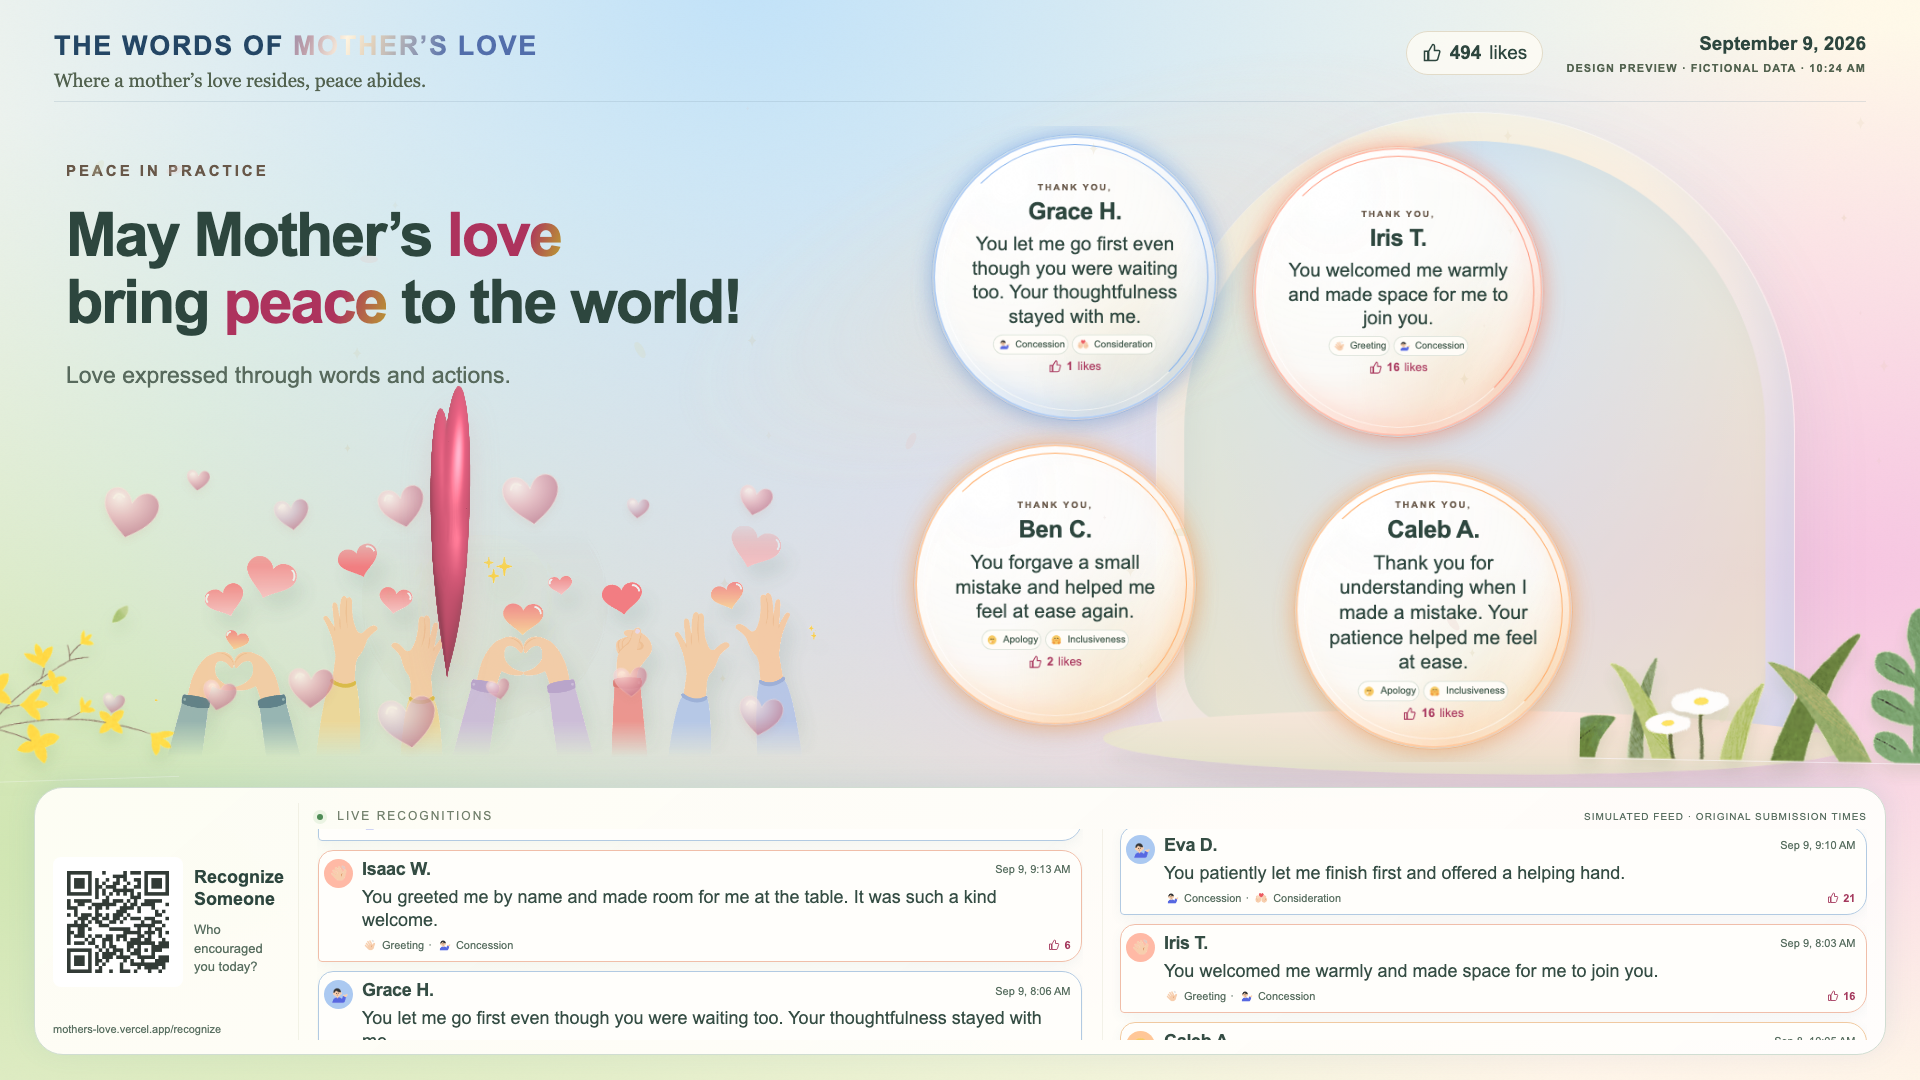 THE WORDS OF MOTHER’S LOVE
Where a mother’s love resides, peace abides.
494 likes
September 9, 2026
DESIGN PREVIEW · FICTIONAL DATA · 10:24 AM
PEACE IN PRACTICE
May Mother’s love
bring peace to the world!
Love expressed through words and actions.
THANK YOU,
Grace H.
You let me go first even
though you were waiting
too. Your thoughtfulness
stayed with me.
Concession Consideration
1 likes
THANK YOU,
Iris T.
You welcomed me warmly
and made space for me to
join you.
Greeting Concession
16 likes
THANK YOU,
Ben C.
You forgave a small
mistake and helped me
feel at ease again.
Apology Inclusiveness
2 likes
THANK YOU,
Caleb A.
Thank you for
understanding when I
made a mistake. Your
patience helped me feel
at ease.
Apology Inclusiveness
16 likes
Recognize
Someone
Who
encouraged
you today?
mothers-love.vercel.app/recognize
LIVE RECOGNITIONS
SIMULATED FEED · ORIGINAL SUBMISSION TIMES
Isaac W.
Sep 9, 9:13 AM
You greeted me by name and made room for me at the table. It was such a kind
welcome.
Greeting · Concession
6
Grace H.
Sep 9, 8:06 AM
You let me go first even though you were waiting too. Your thoughtfulness stayed with
me.
Eva D.
Sep 9, 9:10 AM
You patiently let me finish first and offered a helping hand.
Concession · Consideration
21
Iris T.
Sep 9, 8:03 AM
You welcomed me warmly and made space for me to join you.
Greeting · Concession
16
Caleb A.